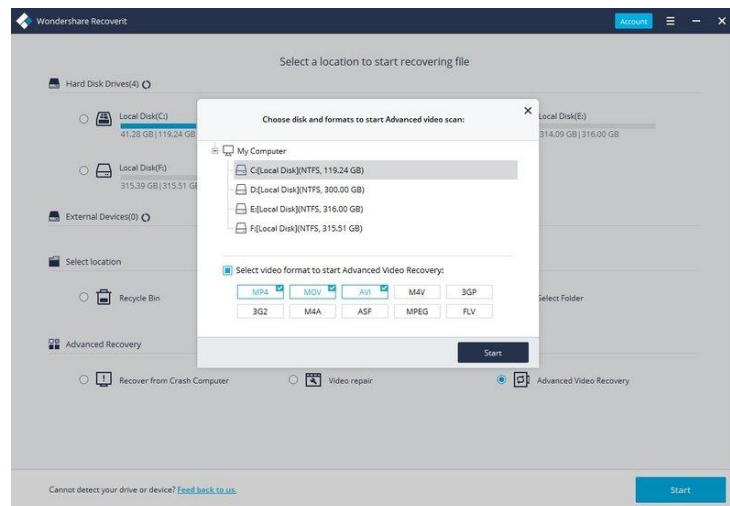 Wondershare Recoverit
Account
Select a location to start recovering file
Hard Disk Drives(4)
Local Disk(C:)
41.28 GB|119.24 GB
Local Disk(E:)
314.09 GB|316.00 GB
Local Disk(F:)
315.39 GB|315.51 GB
External Devices(0)
Select location
Recycle Bin
Select Folder
Advanced Recovery
Recover from Crash Computer
Video repair
Advanced Video Recovery
Choose disk and formats to start Advanced video scan:
My Computer
C:[Local Disk](NTFS, 119.24 GB)
D:[Local Disk](NTFS, 300.00 GB)
E:[Local Disk](NTFS, 316.00 GB)
F:[Local Disk](NTFS, 315.51 GB)
Select video format to start Advanced Video Recovery:
MP4 MOV AVI M4V 3GP
3G2 M4A ASF MPEG FLV
Start
Cannot detect your drive or device? Feed back to us.
Start